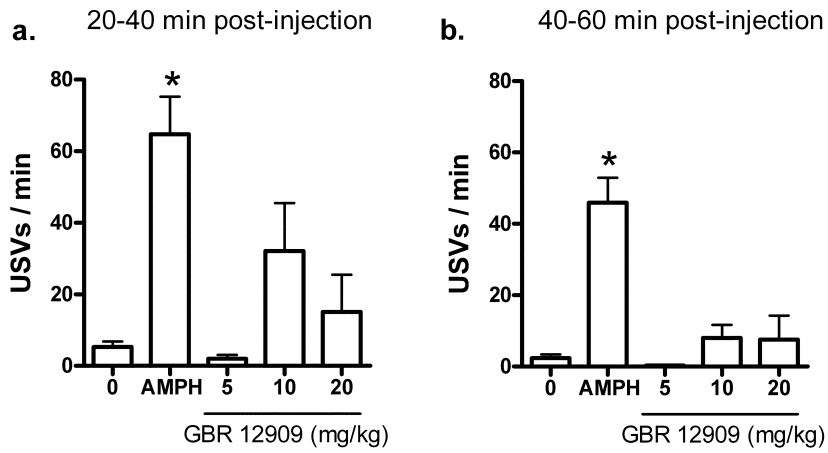 a.
20-40 min post-injection
USVs / min
80
60
40
20
0
*
0 AMPH 5 10 20
GBR 12909 (mg/kg)
b.
40-60 min post-injection
USVs / min
80
60
40
20
0
*
0 AMPH 5 10 20
GBR 12909 (mg/kg)